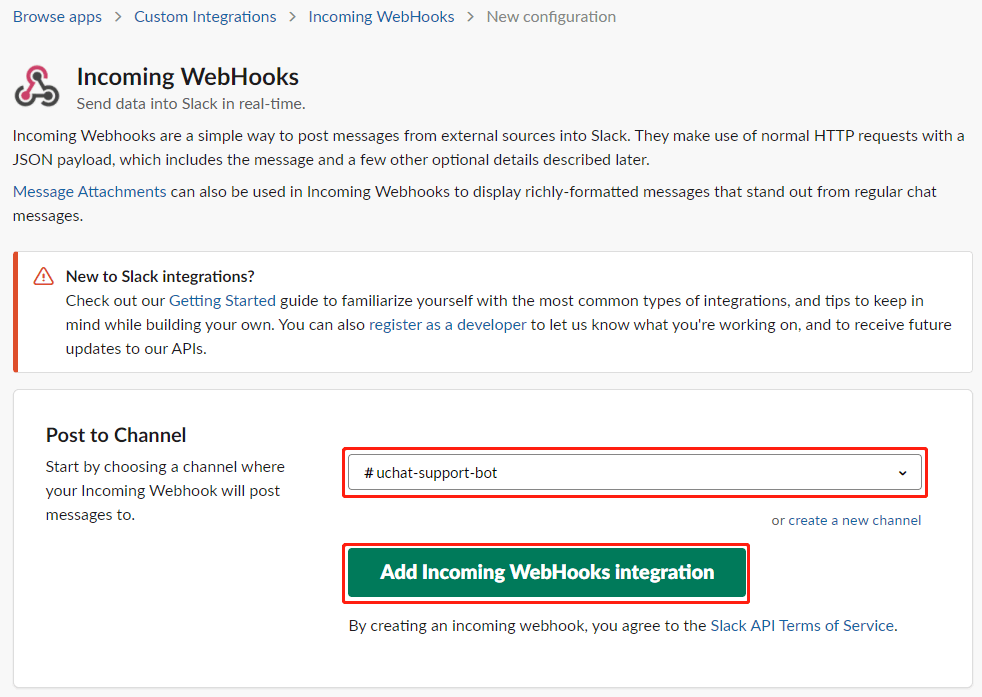 Browse apps > Custom Integrations > Incoming WebHooks > New configuration
Incoming WebHooks
Send data into Slack in real-time.
Incoming Webhooks are a simple way to post messages from external sources into Slack. They make use of normal HTTP requests with a
JSON payload, which includes the message and a few other optional details described later.
Message Attachments can also be used in Incoming Webhooks to display richly-formatted messages that stand out from regular chat
messages.
New to Slack integrations?
Check out our Getting Started guide to familiarize yourself with the most common types of integrations, and tips to keep in
mind while building your own. You can also register as a developer to let us know what you're working on, and to receive future
updates to our APIs.
Post to Channel
Start by choosing a channel where
your Incoming Webhook will post
messages to.
# uchat-support-bot
or create a new channel
Add Incoming WebHooks integration
By creating an incoming webhook, you agree to the Slack API Terms of Service.